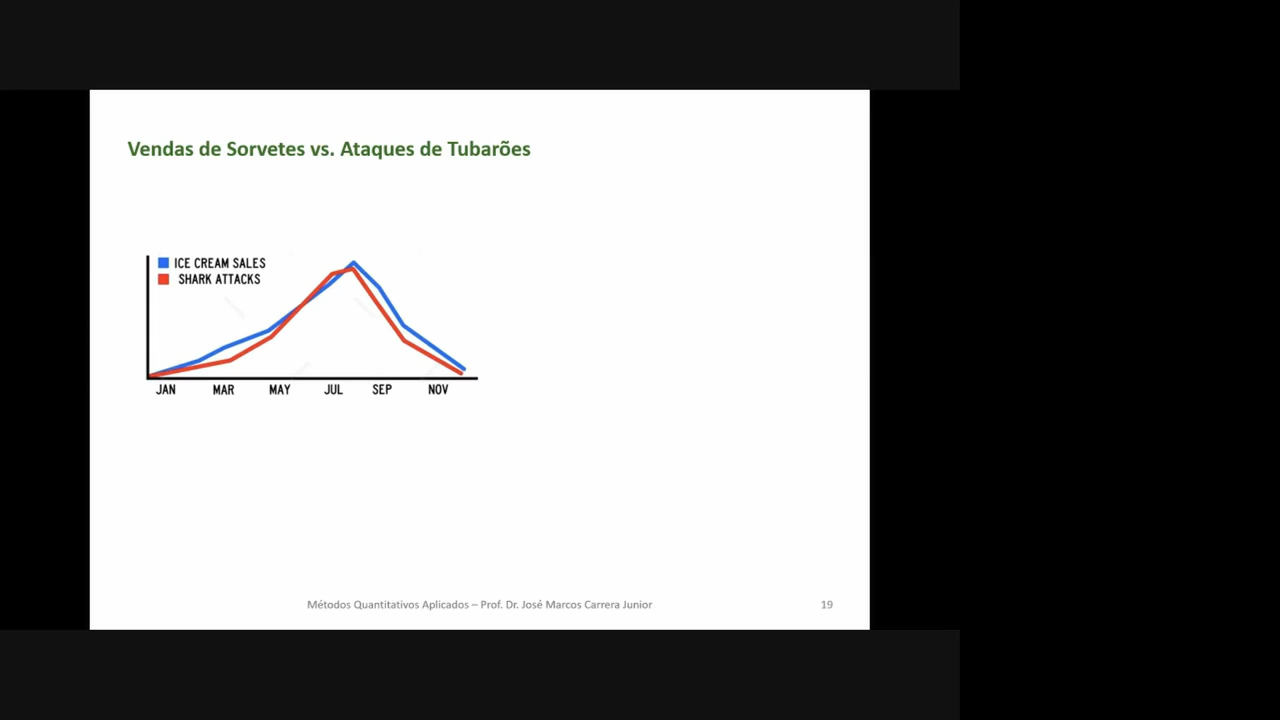 Vendas de Sorvetes vs. Ataques de Tubarões
ICE CREAM SALES
SHARK ATTACKS
JAN MAR MAY JUL SEP NOV
Métodos Quantitativos Aplicados – Prof. Dr. José Marcos Carrera Junior 19